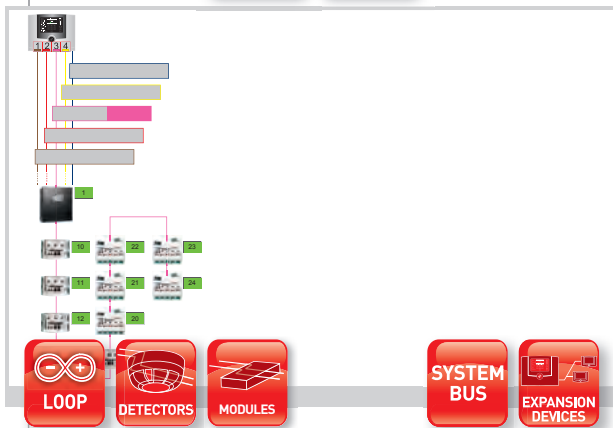 1 2 3 4
1
10 22 23
11 21 24
12 20
LOOP
DETECTORS
MODULES
SYSTEM
BUS
EXPANSION
DEVICES